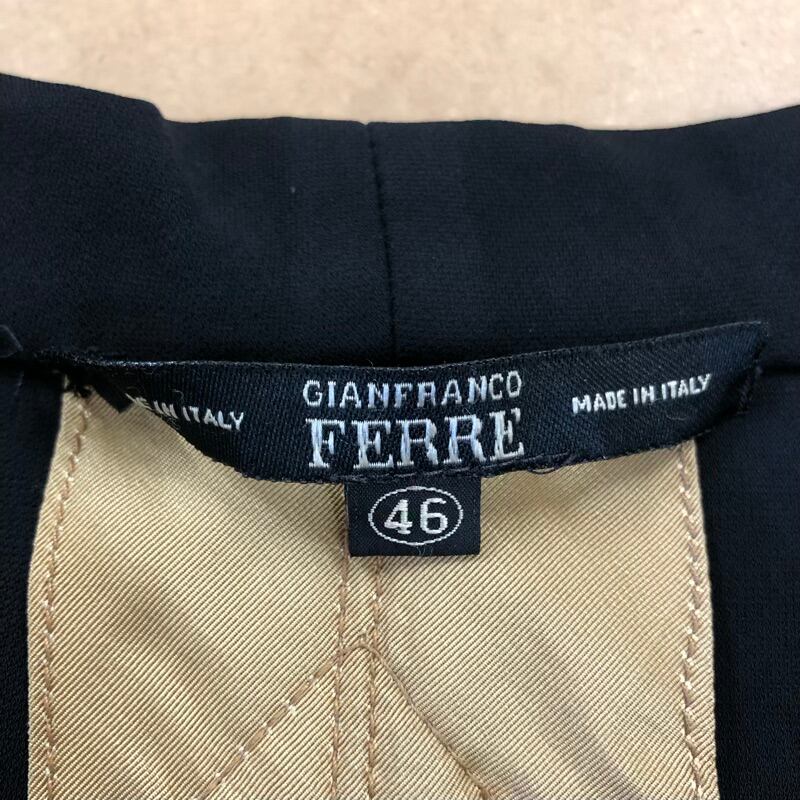 IN ITALY
GIANFRANCO
FERRE
MADE IN ITALY
46